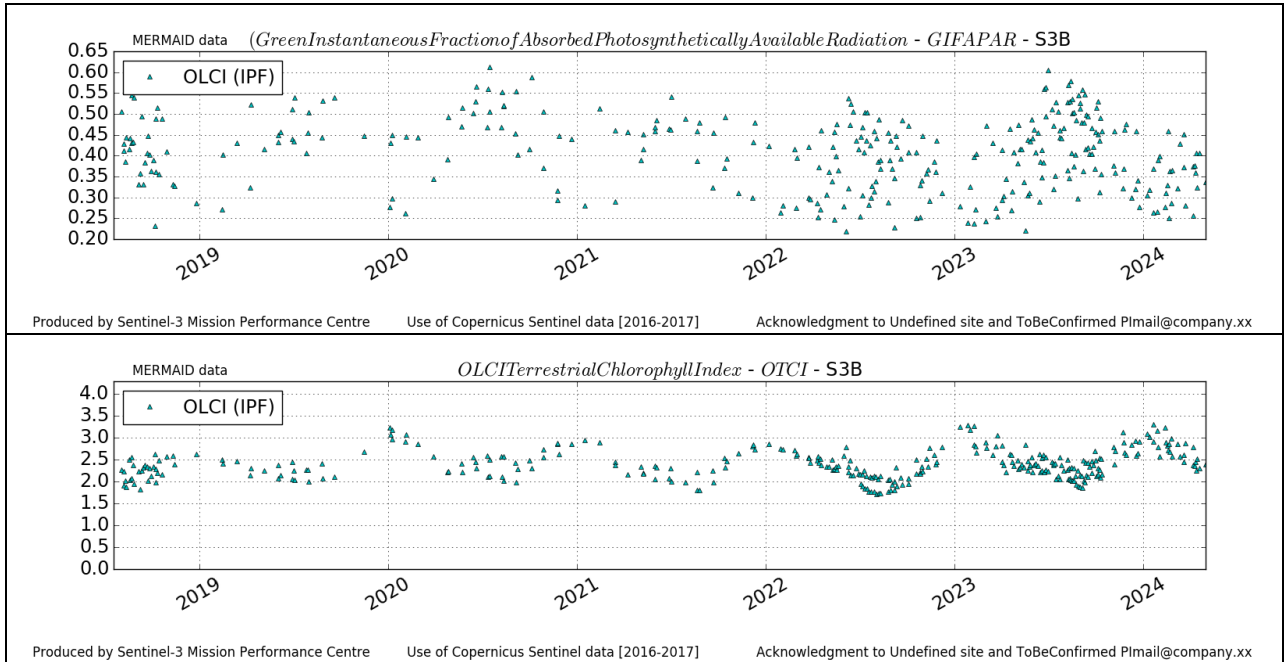 MERMAID data (GreenInstantaneousFractionofAbsorbedPhotosyntheticallyAvailableRadiation - GIFAPAR - S3B
0.65
0.60
0.55
0.50
0.45
0.40
0.35
0.30
0.25
0.20
OLCI (IPF)
2019 2020 2021 2022 2023 2024
Produced by Sentinel-3 Mission Performance Centre Use of Copernicus Sentinel data [2016-2017] Acknowledgment to Undefined site and ToBeConfirmed PImail@company.xx
MERMAID data OLCITerrestrialChlorophyllIndex - OTCI - S3B
4.0
3.5
3.0
2.5
2.0
1.5
1.0
0.5
0.0
OLCI (IPF)
2019 2020 2021 2022 2023 2024
Produced by Sentinel-3 Mission Performance Centre Use of Copernicus Sentinel data [2016-2017] Acknowledgment to Undefined site and ToBeConfirmed PImail@company.xx